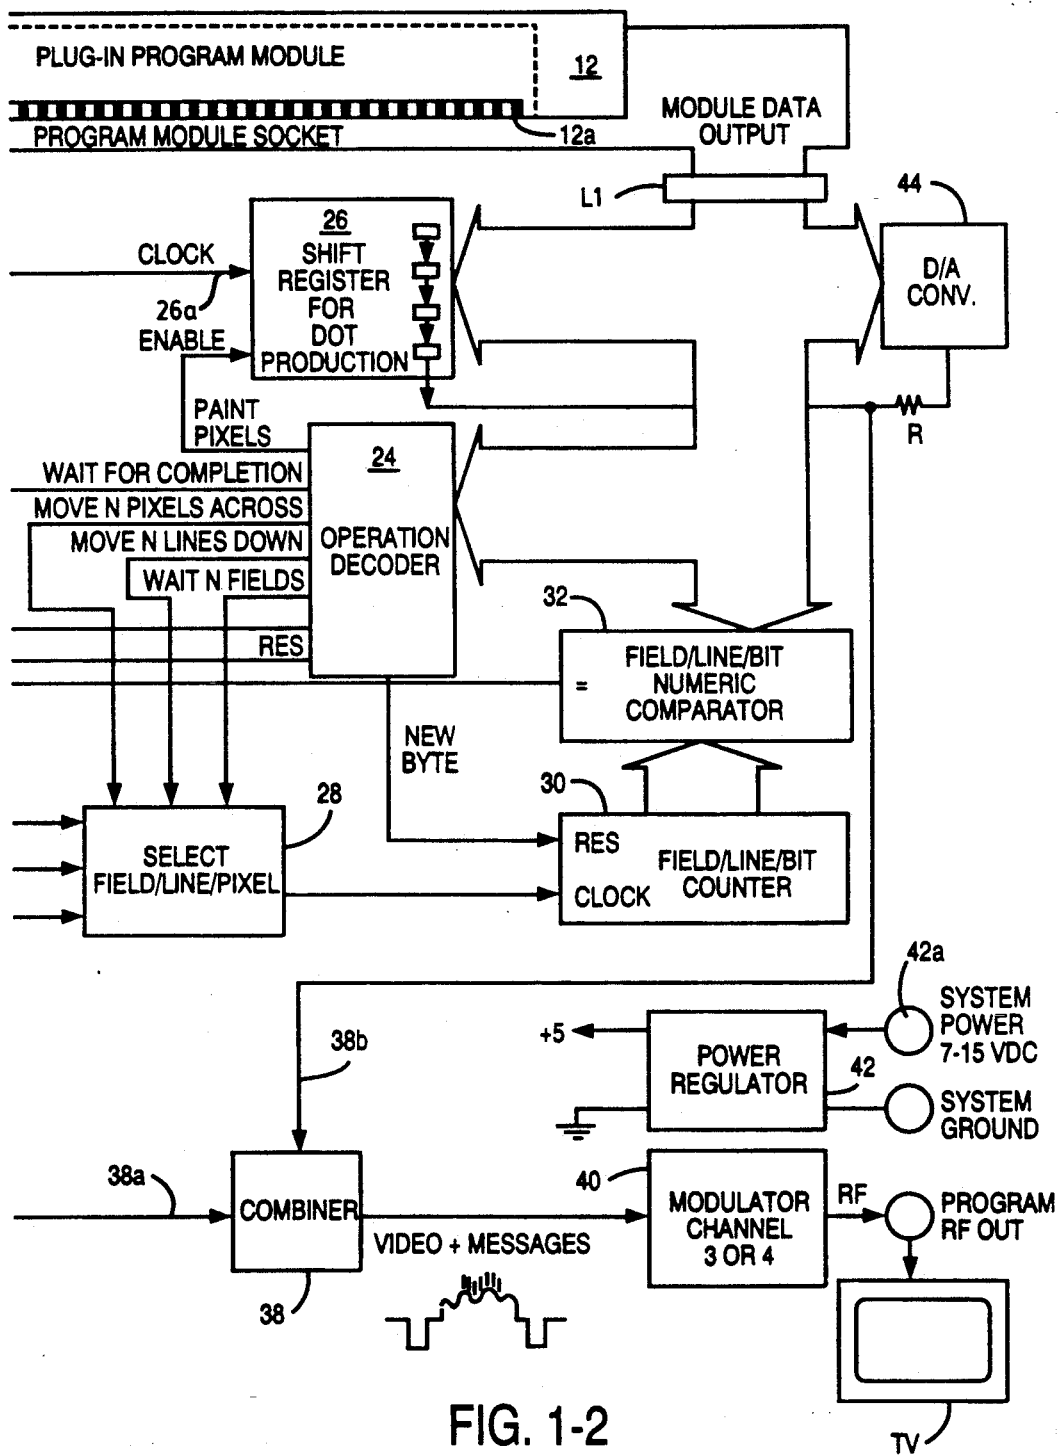 PLUG-IN PROGRAM MODULE
12
12a
PROGRAM MODULE SOCKET
MODULE DATA
OUTPUT
L1
44
D/A
CONV.
R
CLOCK
26a
ENABLE
26
SHIFT
REGISTER
FOR
DOT
PRODUCTION
PAINT
PIXELS
WAIT FOR COMPLETION
MOVE N PIXELS ACROSS
MOVE N LINES DOWN
WAIT N FIELDS
RES
24
OPERATION
DECODER
32
FIELD/LINE/BIT
NUMERIC
COMPARATOR
=
NEW
BYTE
28
SELECT
FIELD/LINE/PIXEL
30
RES
CLOCK
FIELD/LINE/BIT
COUNTER
42a
SYSTEM
POWER
7-15 VDC
+5
POWER
REGULATOR
42
SYSTEM
GROUND
38b
38a
COMBINER
38
VIDEO + MESSAGES
40
MODULATOR
CHANNEL
3 OR 4
RF
PROGRAM
RF OUT
TV
FIG. 1-2